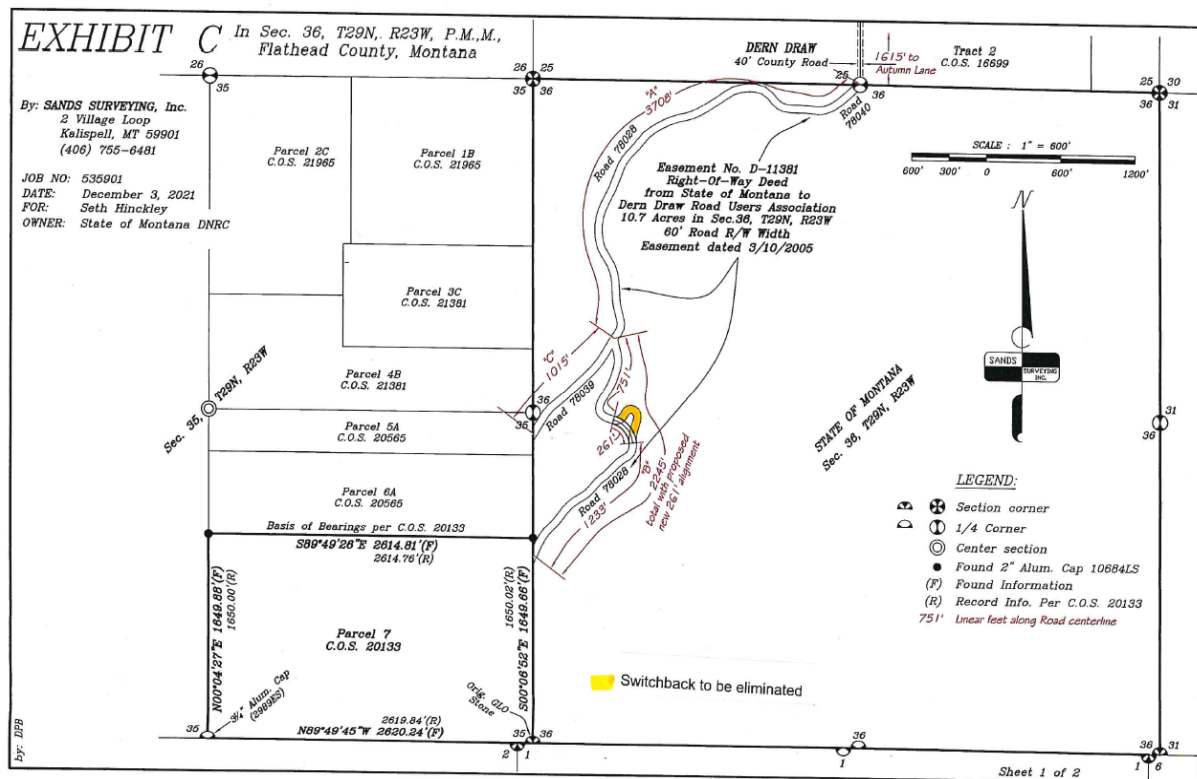 EXHIBIT C
In Sec. 36, T29N,. R23W, P.M.,M.,
Flathead County, Montana
By: SANDS SURVEYING, Inc.
2 Village Loop
Kalispell, MT 59901
(406) 755-6481
JOB NO: 535901
DATE: December 3, 2021
FOR: Seth Hinckley
OWNER: State of Montana DNRC
26
35
26
25
35
36
DERN DRAW
40' County Road
25
36
1615' to
Autumn Lane
Tract 2
C.O.S. 16699
25
30
36
31
"A"
3708'
Road 78028
Road
78040
SCALE : 1" = 600'
600' 300' 0 600' 1200'
Parcel 2C
C.O.S. 21965
Parcel 1B
C.O.S. 21965
Easement No. D-11381
Right-Of-Way Deed
from State of Montana to
Dern Draw Road Users Association
10.7 Acres in Sec.36, T29N, R23W
60' Road R/W Width
Easement dated 3/10/2005
N
Parcel 3C
C.O.S. 21381
SANDS
SURVEYING
INC.
"C"
1015'
Road 78039
751'
Parcel 4B
C.O.S. 21381
Sec. 35, T29N, R23W
36
35
Parcel 5A
C.O.S. 20565
261'
"B"
2245'
total with proposed
new 261' alignment
Road 78028
1233'
STATE OF MONTANA
Sec. 36, T29N, R23W
36
31
Parcel 6A
C.O.S. 20565
Basis of Bearings per C.O.S. 20133
S89°49'26"E 2614.81'(F)
2614.76'(R)
LEGEND:
Section corner
1/4 Corner
Center section
Found 2" Alum. Cap 10684LS
(F) Found Information
(R) Record Info. Per C.O.S. 20133
751' Linear feet along Road centerline
N00°04'27"E 1649.88'(F)
1650.00'(R)
1650.02'(R)
S00°06'52"E 1649.66'(F)
Parcel 7
C.O.S. 20133
Switchback to be eliminated
Alum. Cap
(2989ES)
Orig. GLO
Stone
2619.84'(R)
N89°49'45"W 2620.24'(F)
35
35
36
2
1
36
1
36
31
1
6
by: DPB
Sheet 1 of 2